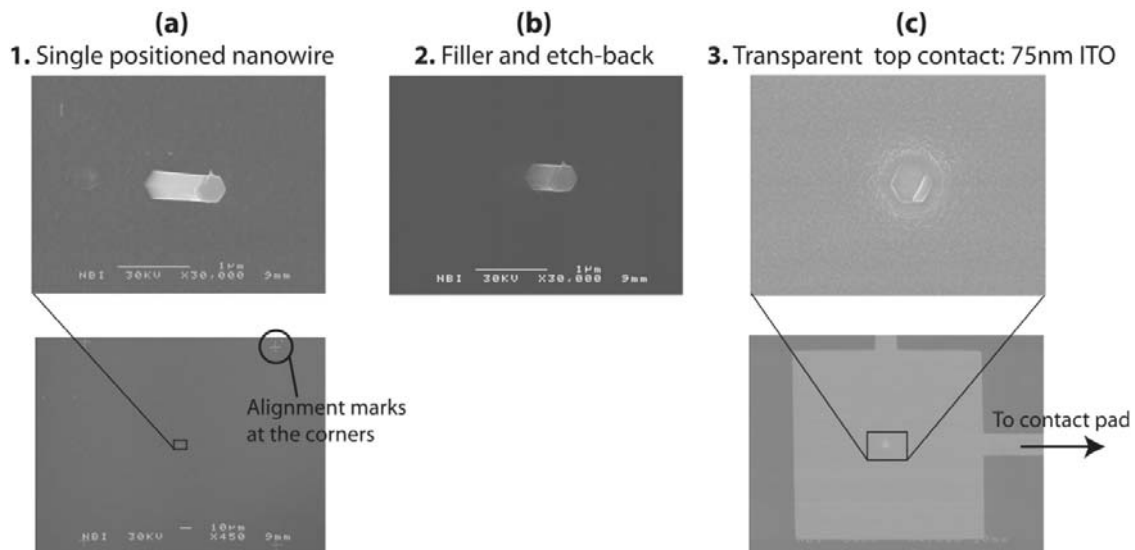 (a)
1. Single positioned nanowire
NBI 30KV X30,000 1μm 9mm
Alignment marks
at the corners
NBI 30KV X450 10μm 9mm
(b)
2. Filler and etch-back
NBI 30KV X30,000 1μm 9mm
(c)
3. Transparent top contact: 75nm ITO
To contact pad